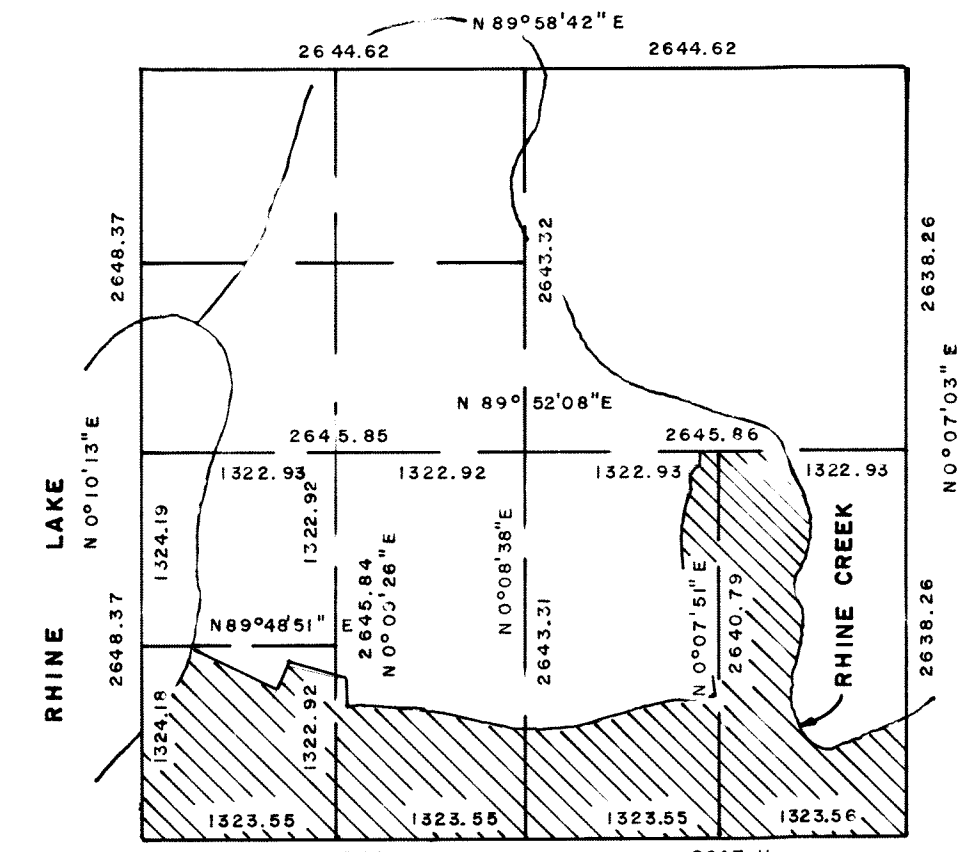 N 89° 58' 42" E
2644.62
2644.62
2648.37
2643.32
2638.26
N 89° 52' 08" E
2645.85
2645.86
1322.93
1322.92
1322.93
1322.93
N 0° 10' 13" E
N 0° 07' 03" E
RHINE LAKE
1324.19
1322.92
2645.84
N 0° 08' 38" E
N 0° 07' 51" E
2640.79
RHINE CREEK
N 89° 48' 51" E
2648.37
2643.31
2638.26
1324.18
1322.92
1323.55
1323.55
1323.55
1323.56